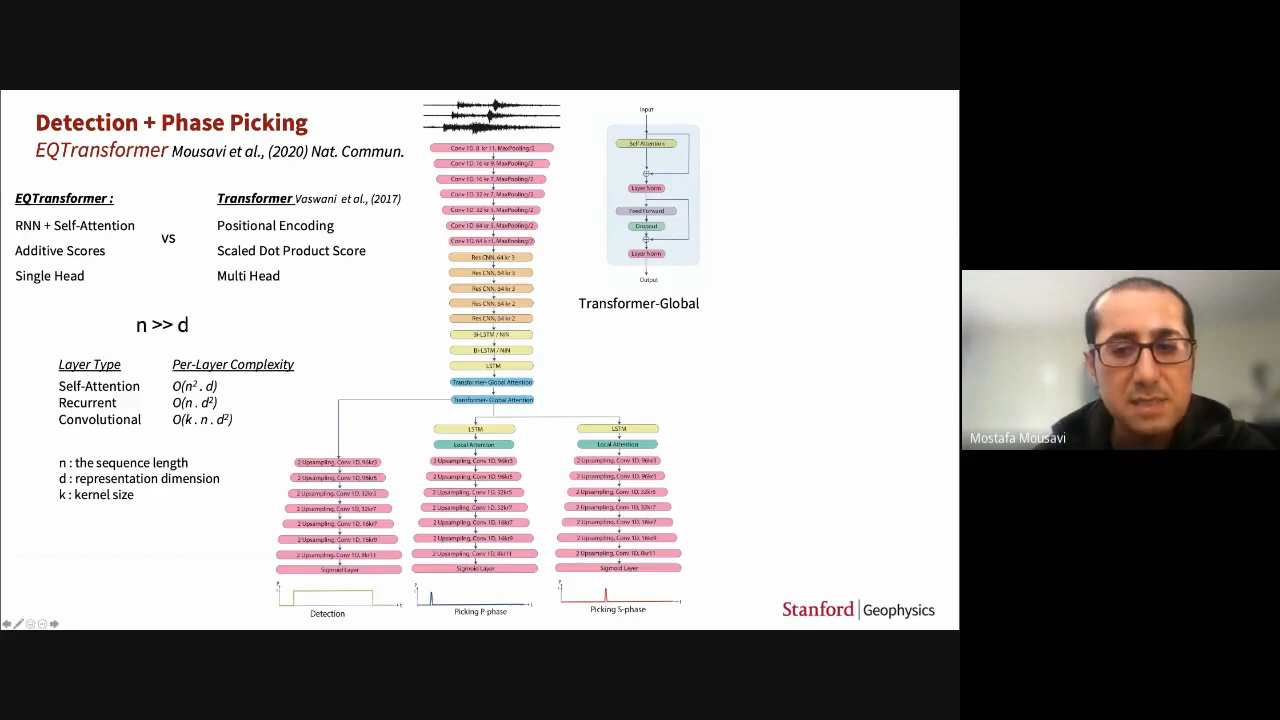 Detection + Phase Picking
EQTransformer Mousavi et al., (2020) Nat. Commun.
EQTransformer :
RNN + Self-Attention
Additive Scores
Single Head
vs
Transformer Vaswani et al., (2017)
Positional Encoding
Scaled Dot Product Score
Multi Head
n >> d
Layer Type Per-Layer Complexity
Self-Attention O(n² . d)
Recurrent O(n . d²)
Convolutional O(k . n . d²)
n : the sequence length
d : representation dimension
k : kernel size
Conv 1D, 8 kr 11, MaxPooling/2
Conv 1D, 16 kr 9, MaxPooling/2
Conv 1D, 16 kr 7, MaxPooling/2
Conv 1D, 32 kr 7, MaxPooling/2
Conv 1D, 32 kr 5, MaxPooling/2
Conv 1D, 64 kr 5, MaxPooling/2
Conv 1D, 64 kr3, MaxPooling/2
Res CNN, 64 kr 3
Res CNN, 64 kr 3
Res CNN, 64 kr 3
Res CNN, 64 kr 2
Res CNN, 64 kr 2
Bi-LSTM / NiN
Bi-LSTM / NiN
LSTM
Transformer- Global Attention
Transformer- Global Attention
2 Upsampling, Conv 1D, 96kr3
2 Upsampling, Conv 1D, 96kr5
2 Upsampling, Conv 1D, 32kr5
2 Upsampling, Conv 1D, 32kr7
2 Upsampling, Conv 1D, 16kr7
2 Upsampling, Conv 1D, 16kr9
2 Upsampling, Conv 1D, 8kr11
Sigmoid Layer
Detection
LSTM
Local Attention
2 Upsampling, Conv 1D, 96kr3
2 Upsampling, Conv 1D, 96kr5
2 Upsampling, Conv 1D, 32kr5
2 Upsampling, Conv 1D, 32kr7
2 Upsampling, Conv 1D, 16kr7
2 Upsampling, Conv 1D, 16kr9
2 Upsampling, Conv 1D, 8kr11
Sigmoid Layer
Picking P-phase
LSTM
Local Attention
2 Upsampling, Conv 1D, 96kr3
2 Upsampling, Conv 1D, 96kr5
2 Upsampling, Conv 1D, 32kr5
2 Upsampling, Conv 1D, 32kr7
2 Upsampling, Conv 1D, 16kr7
2 Upsampling, Conv 1D, 16kr9
2 Upsampling, Conv 1D, 8kr11
Sigmoid Layer
Picking S-phase
Input
Self Attention
Layer Norm
Feed Forward
Dropout
Layer Norm
Output
Transformer-Global
Stanford | Geophysics
Mostafa Mousavi